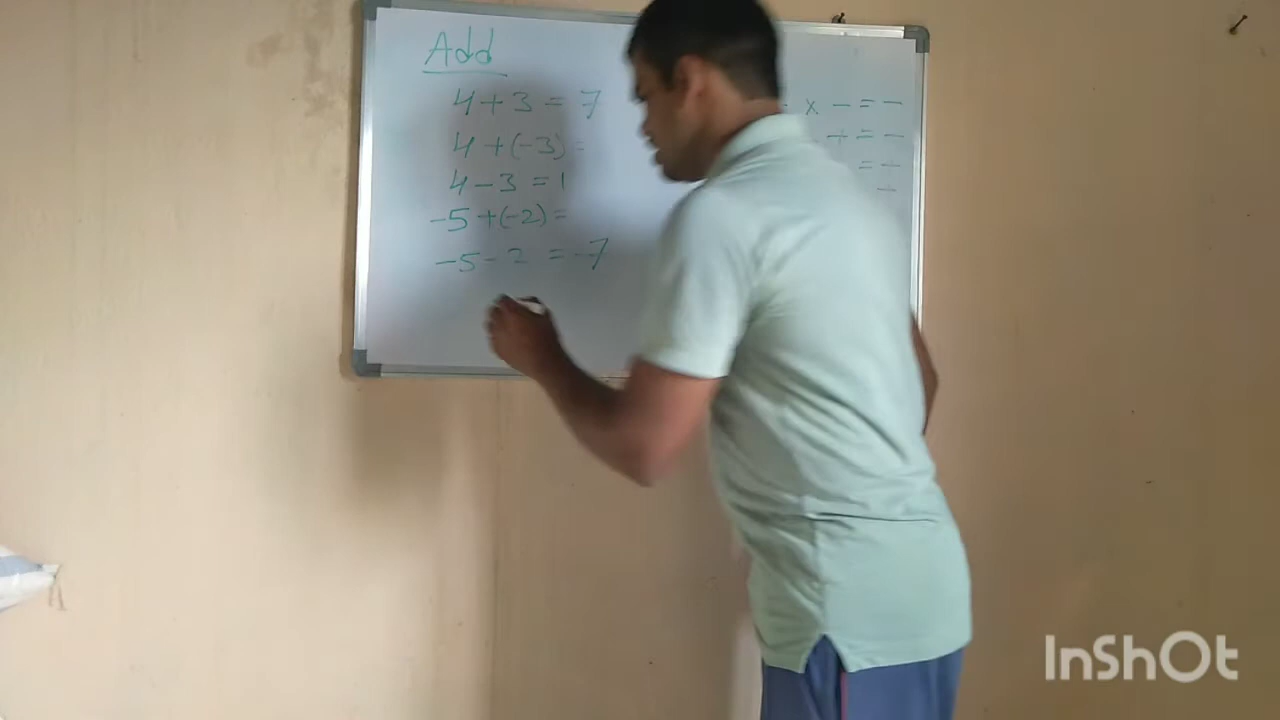 Add
4 + 3 = 7
4 + (-3) =
4 - 3 = 1
-5 + (-2) =
-5 - 2 = -7
x - = -
+ = -
= -
-
InShOt